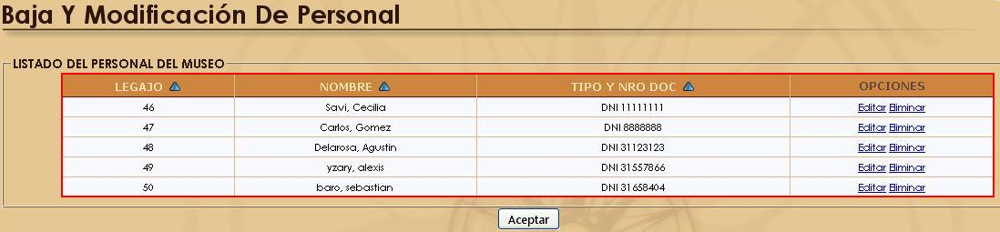 Baja Y Modificación De Personal
LISTADO DEL PERSONAL DEL MUSEO
LEGAJO NOMBRE TIPO Y NRO DOC OPCIONES
46 Savi, Cecilia DNI 11111111 Editar Eliminar
47 Carlos, Gomez DNI 8888888 Editar Eliminar
48 Delarosa, Agustin DNI 31123123 Editar Eliminar
49 yzary, alexis DNI 31557866 Editar Eliminar
50 baro, sebastian DNI 31658404 Editar Eliminar
Aceptar